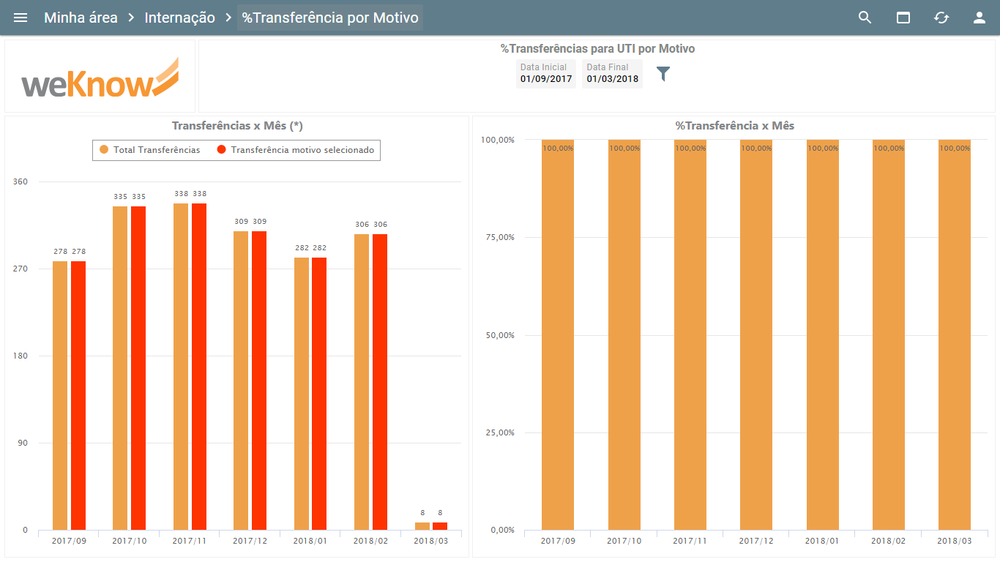 Minha área > Internação > %Transferência por Motivo
weKnow
%Transferências para UTI por Motivo
Data Inicial Data Final
01/09/2017 01/03/2018
Transferências x Mês (*)
Total Transferências Transferência motivo selecionado
360
338 338
335 335
309 309
306 306
282 282
278 278
270
180
90
8 8
0
2017/09 2017/10 2017/11 2017/12 2018/01 2018/02 2018/03
%Transferência x Mês
100,00%
100,00% 100,00% 100,00% 100,00% 100,00% 100,00% 100,00%
75,00%
50,00%
25,00%
0,00%
2017/09 2017/10 2017/11 2017/12 2018/01 2018/02 2018/03